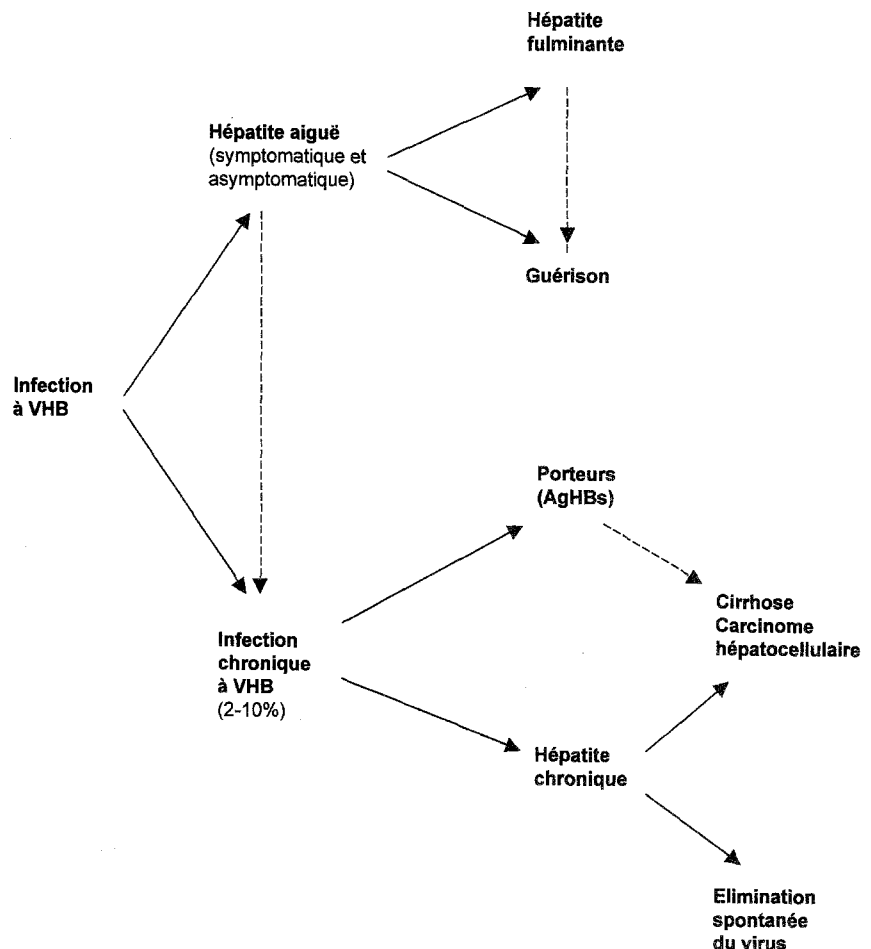 Hépatite
fulminante
Hépatite aiguë
(symptomatique et
asymptomatique)
Guérison
Infection
à VHB
Porteurs
(AgHBs)
Cirrhose
Carcinome
hépatocellulaire
Infection
chronique
à VHB
(2-10%)
Hépatite
chronique
Elimination
spontanée
du virus